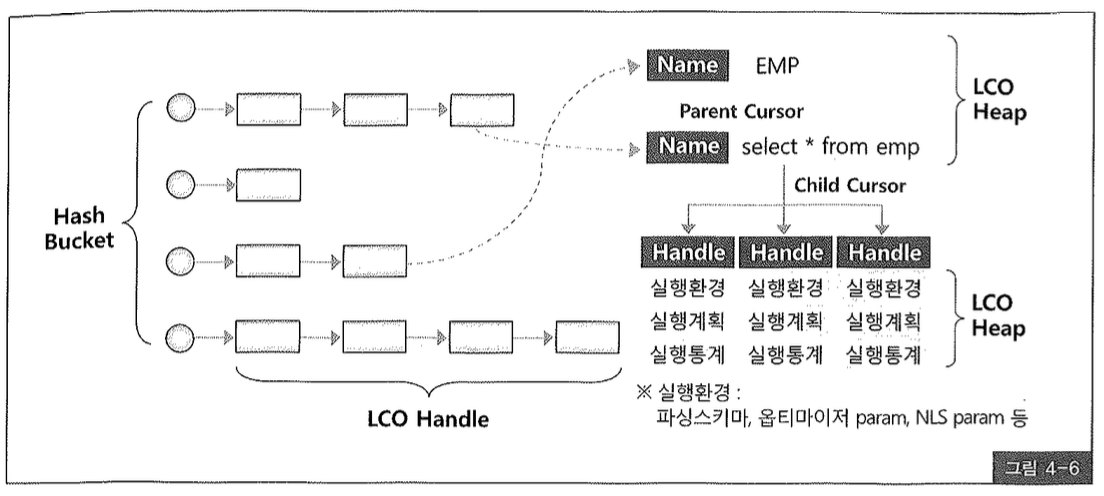 Hash
Bucket
LCO Handle
Name EMP
Parent Cursor
Name select * from emp
Child Cursor
LCO
Heap
Handle Handle Handle
실행환경 실행환경 실행환경
실행계획 실행계획 실행계획
실행통계 실행통계 실행통계
LCO
Heap
※ 실행환경 :
파싱스키마, 옵티마이저 param, NLS param 등
그림 4-6